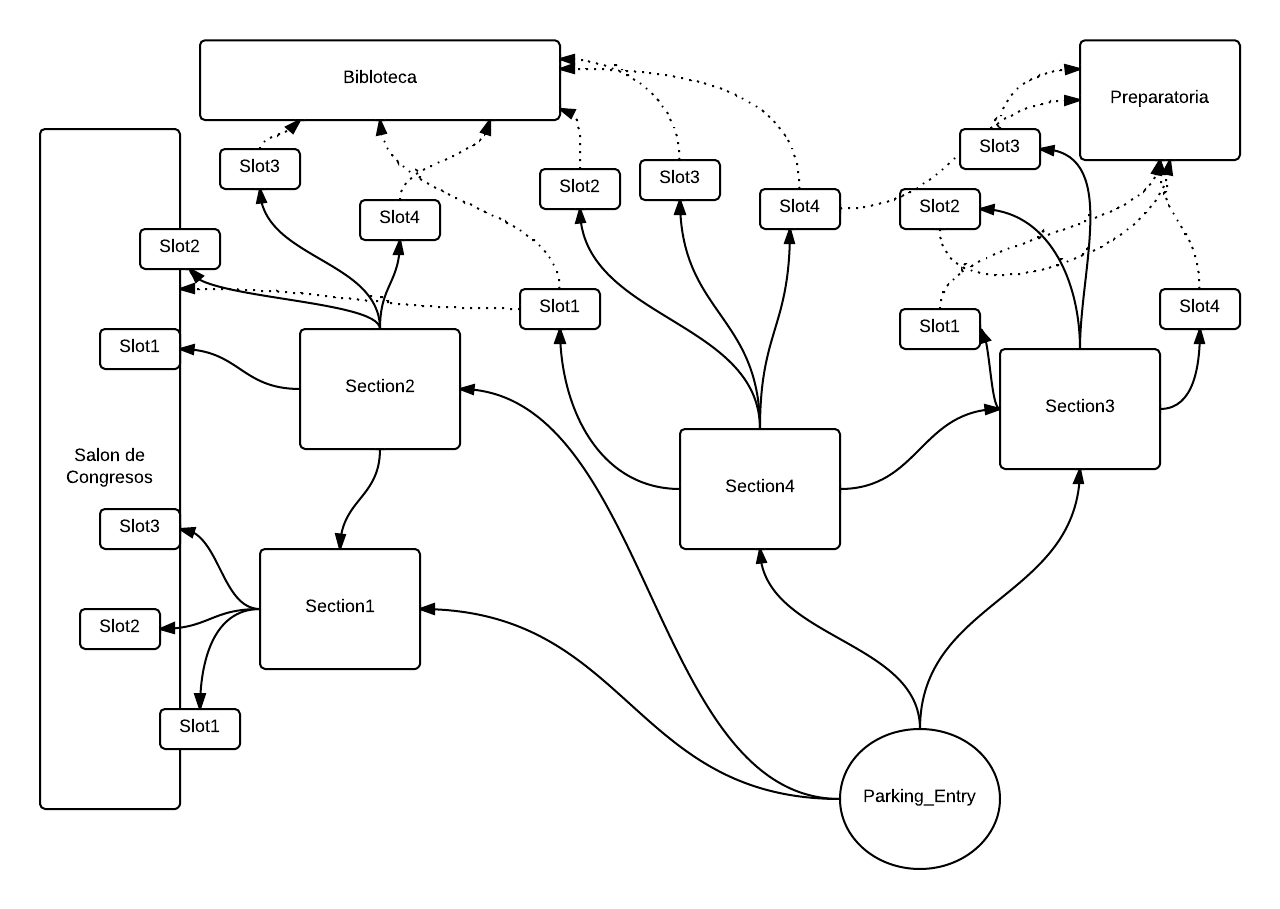 Bibloteca
Preparatoria
Slot3
Slot3
Slot2
Slot3
Slot4
Slot4
Slot2
Slot2
Slot1
Slot4
Slot1
Slot1
Section2
Section3
Salon de
Congresos
Section4
Slot3
Section1
Slot2
Slot1
Parking_Entry